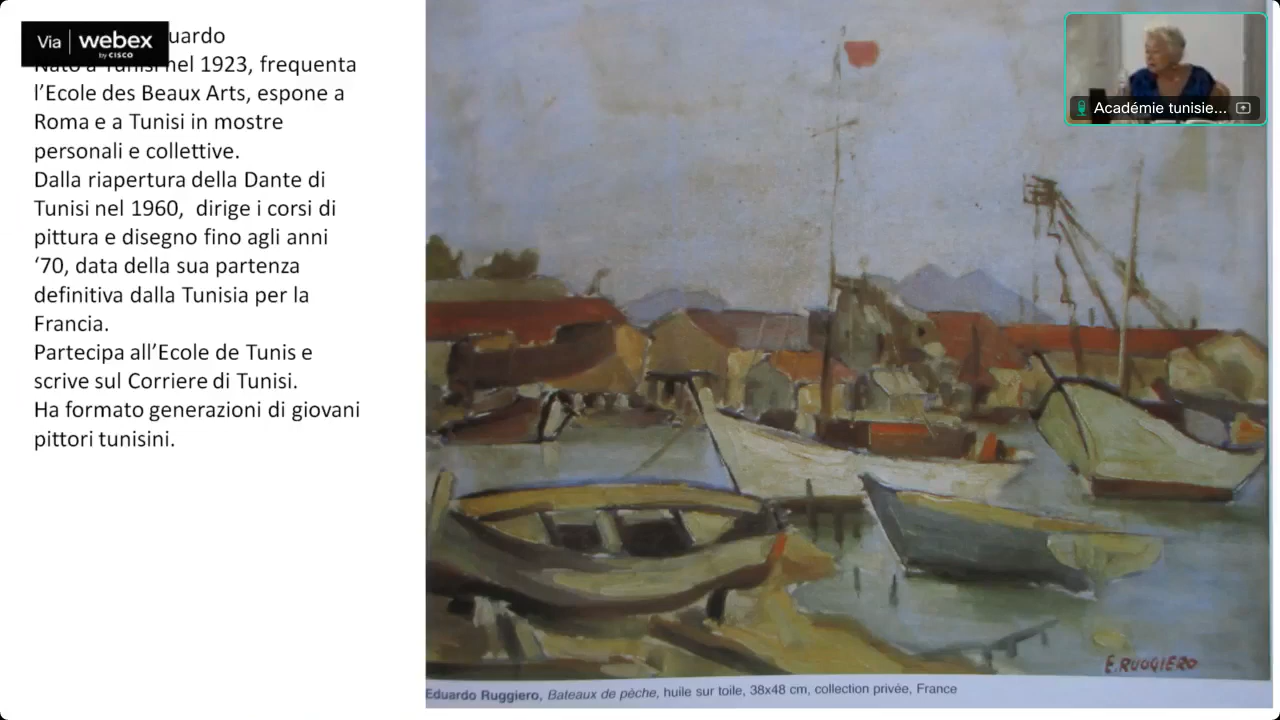 Via webex
by CISCO
uardo
Nato a Tunisi nel 1923, frequenta
l’Ecole des Beaux Arts, espone a
Roma e a Tunisi in mostre
personali e collettive.
Dalla riapertura della Dante di
Tunisi nel 1960, dirige i corsi di
pittura e disegno fino agli anni
‘70, data della sua partenza
definitiva dalla Tunisia per la
Francia.
Partecipa all’Ecole de Tunis e
scrive sul Corriere di Tunisi.
Ha formato generazioni di giovani
pittori tunisini.
Académie tunisie...
E. RUGGIERO
Eduardo Ruggiero, Bateaux de pèche, huile sur toile, 38x48 cm, collection privée, France